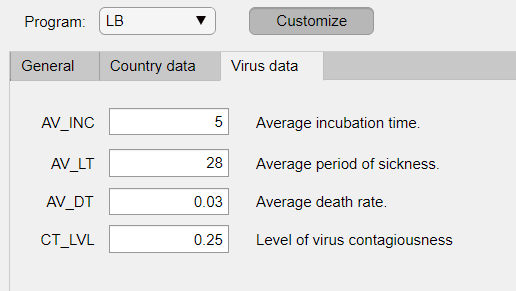 Program: LB Customize
General Country data Virus data
AV_INC 5 Average incubation time.
AV_LT 28 Average period of sickness.
AV_DT 0.03 Average death rate.
CT_LVL 0.25 Level of virus contagiousness